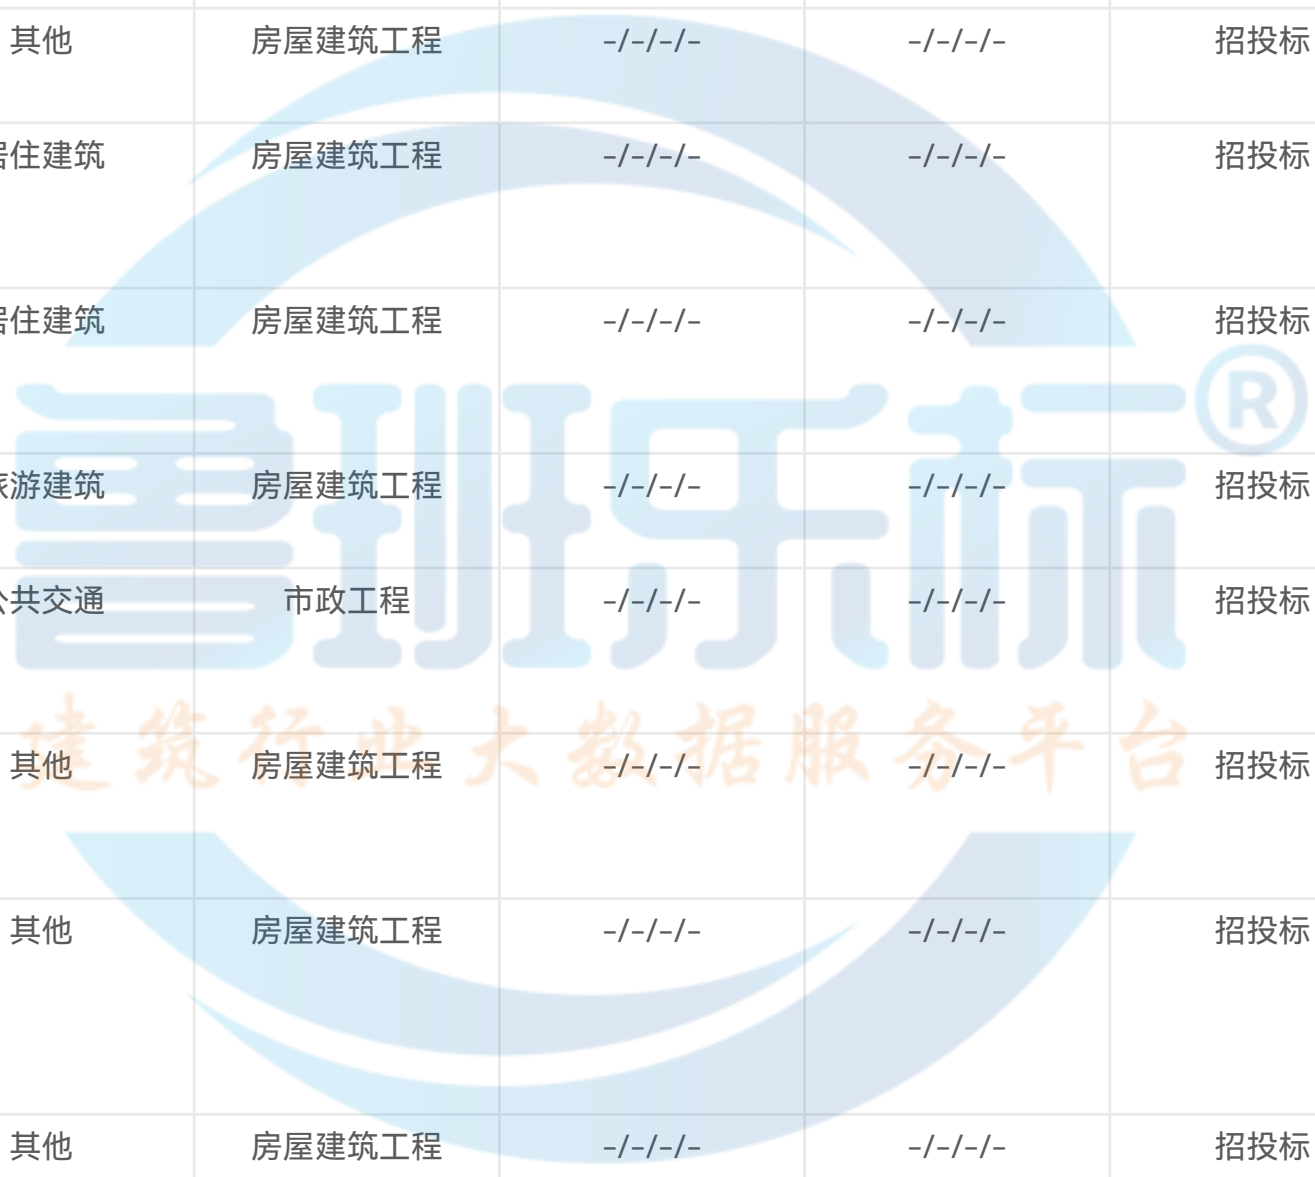 其他 房屋建筑工程 -/-/-/- -/-/-/- 招投标
居住建筑 房屋建筑工程 -/-/-/- -/-/-/- 招投标
居住建筑 房屋建筑工程 -/-/-/- -/-/-/- 招投标
鲁班乐标®
旅游建筑 房屋建筑工程 -/-/-/- -/-/-/- 招投标
公共交通 市政工程 -/-/-/- -/-/-/- 招投标
建筑行业大数据服务平台
其他 房屋建筑工程 -/-/-/- -/-/-/- 招投标
其他 房屋建筑工程 -/-/-/- -/-/-/- 招投标
其他 房屋建筑工程 -/-/-/- -/-/-/- 招投标